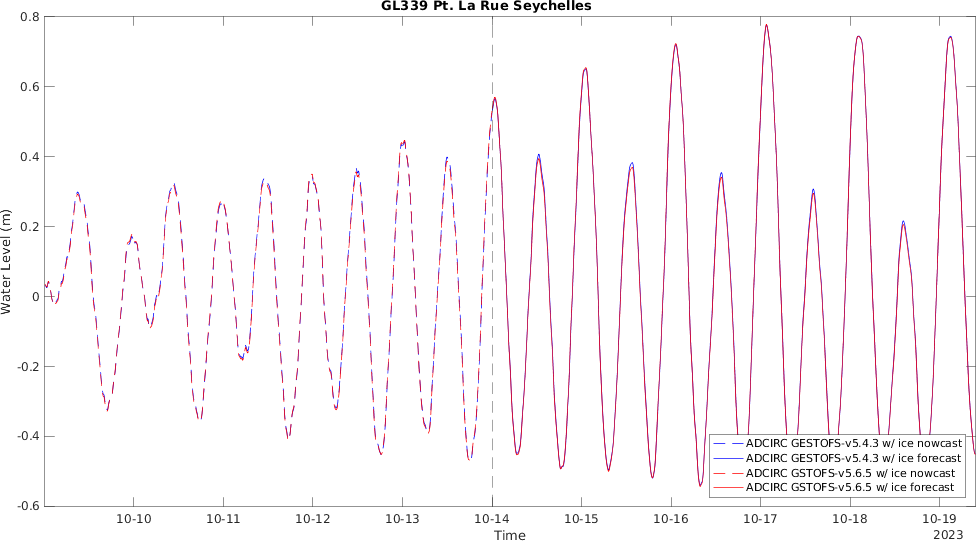 GL339 Pt. La Rue Seychelles
0.8
0.6
0.4
0.2
0
-0.2
-0.4
-0.6
Water Level (m)
ADCIRC GESTOFS-v5.4.3 w/ ice nowcast
ADCIRC GESTOFS-v5.4.3 w/ ice forecast
ADCIRC GSTOFS-v5.6.5 w/ ice nowcast
ADCIRC GSTOFS-v5.6.5 w/ ice forecast
10-10 10-11 10-12 10-13 10-14 10-15 10-16 10-17 10-18 10-19
Time
2023